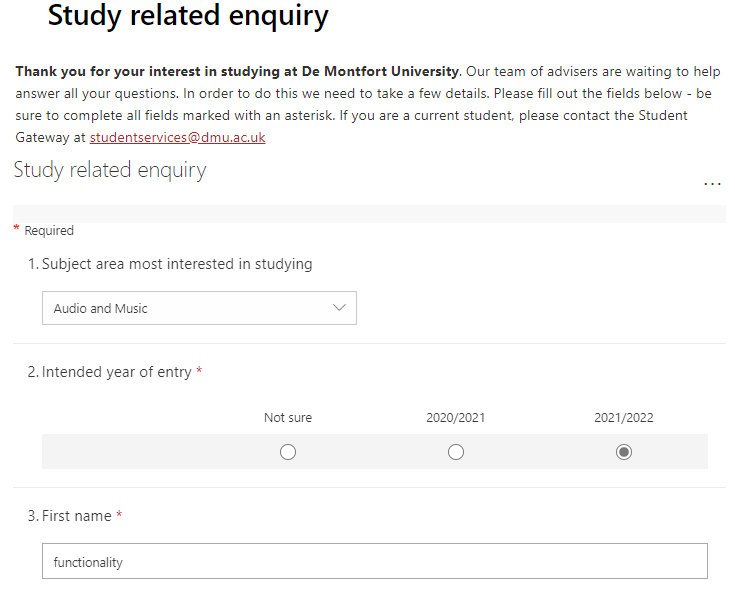 Study related enquiry
Thank you for your interest in studying at De Montfort University. Our team of advisers are waiting to help
answer all your questions. In order to do this we need to take a few details. Please fill out the fields below - be
sure to complete all fields marked with an asterisk. If you are a current student, please contact the Student
Gateway at studentservices@dmu.ac.uk
Study related enquiry
...
* Required
1. Subject area most interested in studying
Audio and Music
2. Intended year of entry *
Not sure 2020/2021 2021/2022
3. First name *
functionality